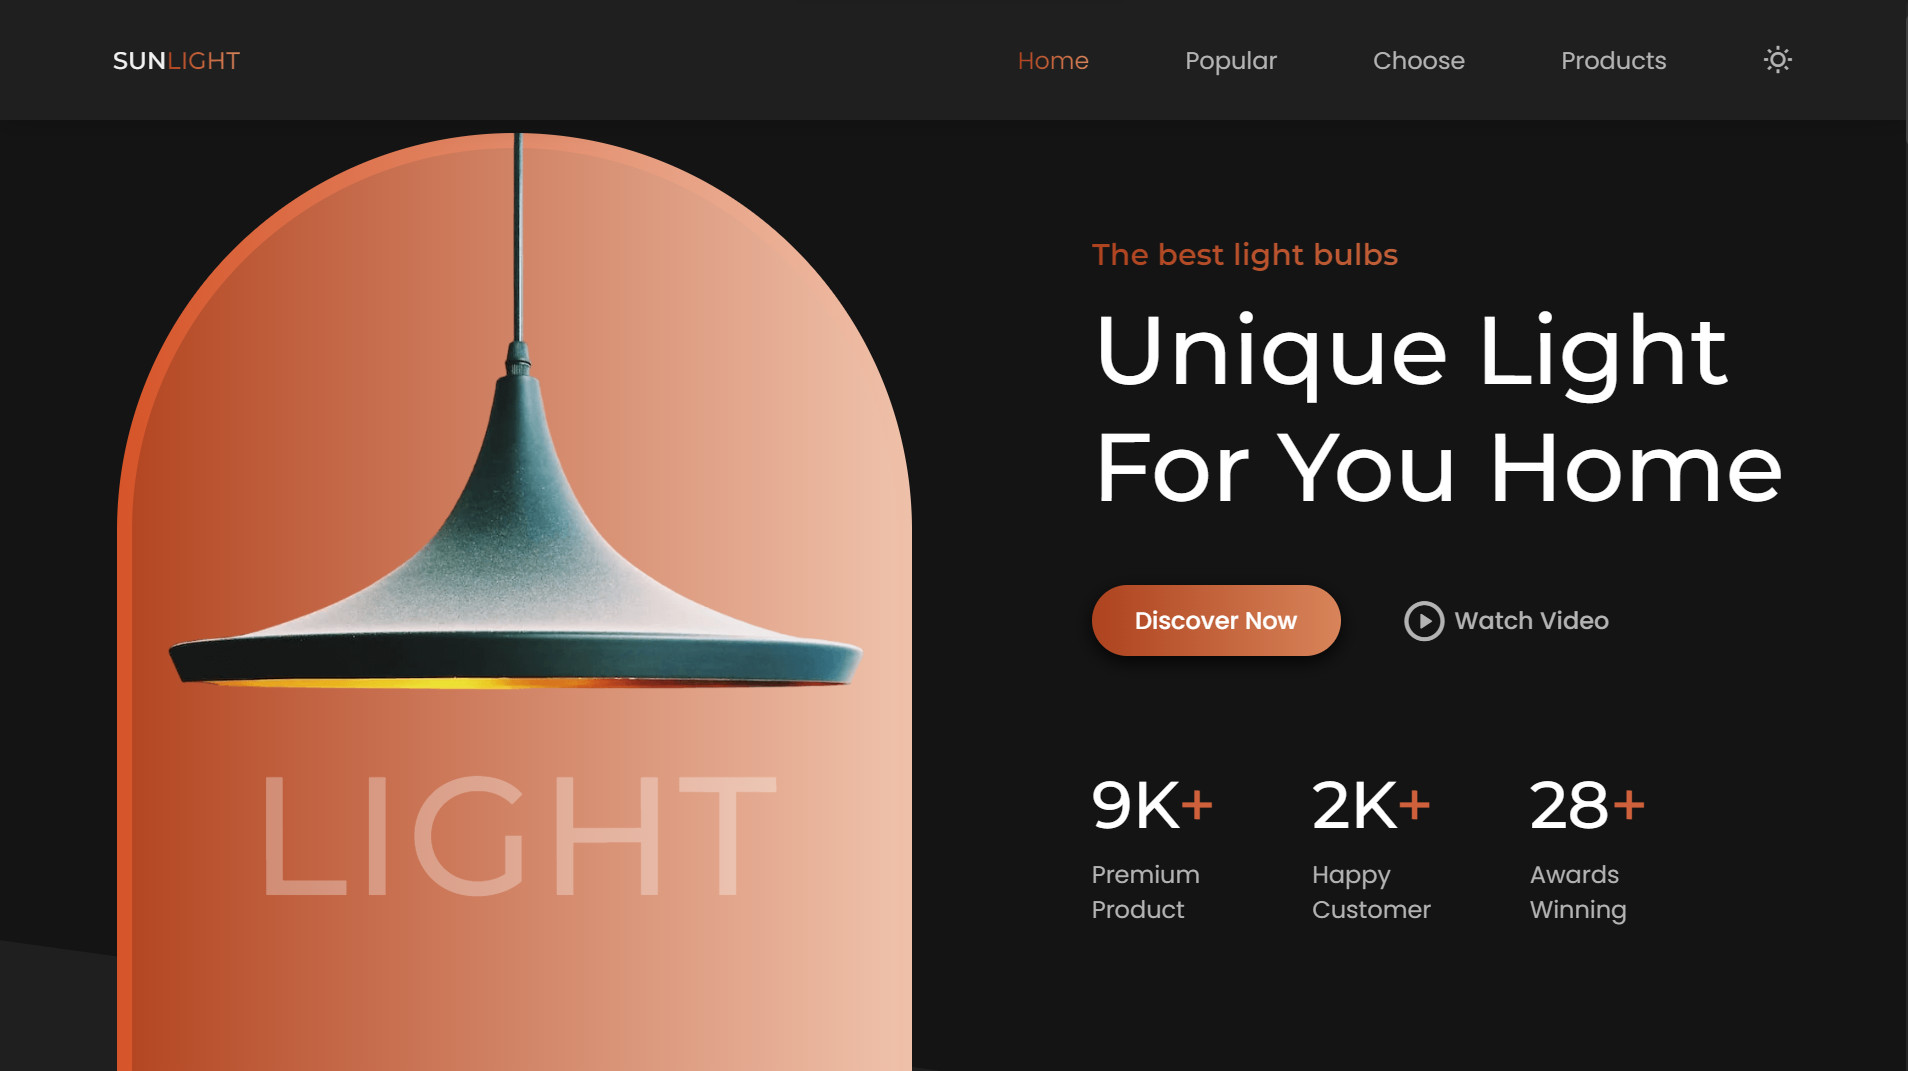 SUNLIGHT
Home
Popular
Choose
Products
The best light bulbs
Unique Light
For You Home
Discover Now
Watch Video
LIGHT
9K+
Premium
Product
2K+
Happy
Customer
28+
Awards
Winning